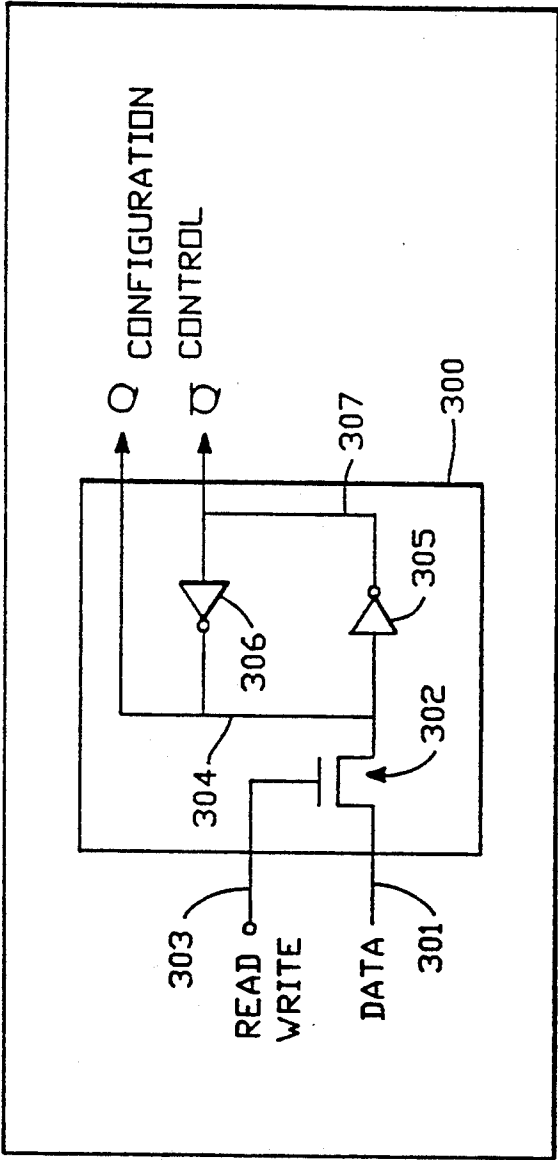 Q CONFIGURATION
Q̅ CONTROL
300
307
306
305
304
302
303
READ
WRITE
DATA
301